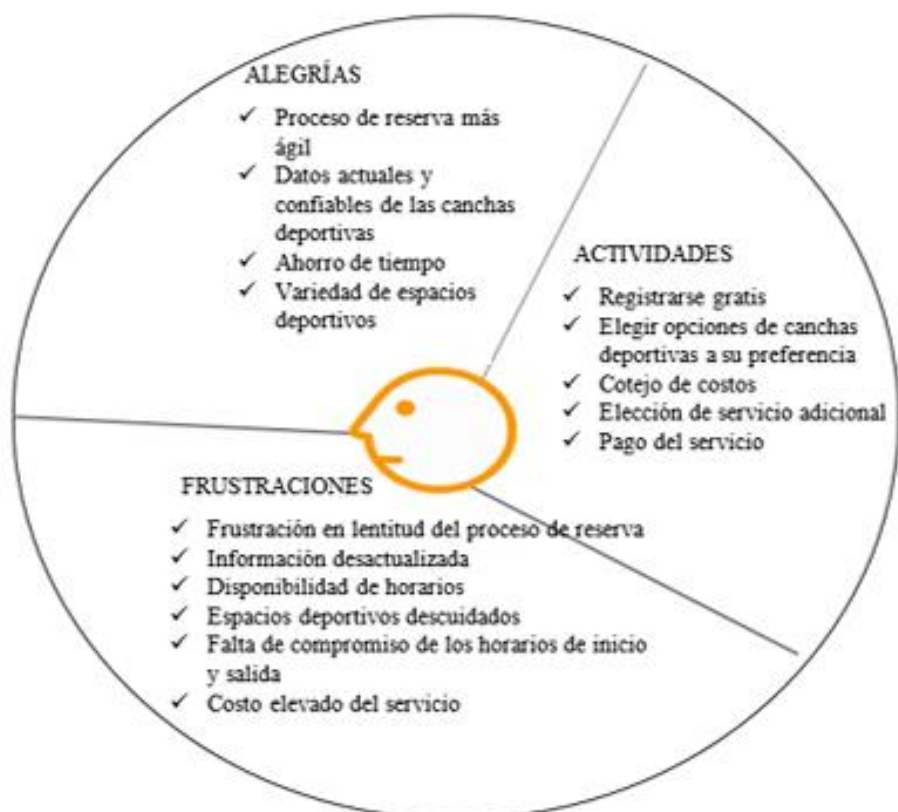 ALEGRÍAS
✓ Proceso de reserva más
ágil
✓ Datos actuales y
confiables de las canchas
deportivas
✓ Ahorro de tiempo
✓ Variedad de espacios
deportivos
ACTIVIDADES
✓ Registrarse gratis
✓ Elegir opciones de canchas
deportivas a su preferencia
✓ Cotejo de costos
✓ Elección de servicio adicional
✓ Pago del servicio
FRUSTRACIONES
✓ Frustración en lentitud del proceso de reserva
✓ Información desactualizada
✓ Disponibilidad de horarios
✓ Espacios deportivos descuidados
✓ Falta de compromiso de los horarios de inicio
y salida
✓ Costo elevado del servicio